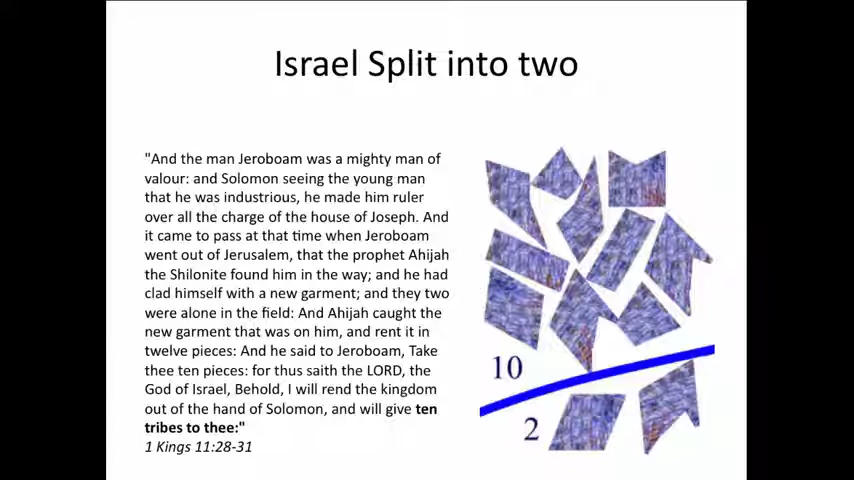 Israel Split into two
"And the man Jeroboam was a mighty man of
valour: and Solomon seeing the young man
that he was industrious, he made him ruler
over all the charge of the house of Joseph. And
it came to pass at that time when Jeroboam
went out of Jerusalem, that the prophet Ahijah
the Shilonite found him in the way; and he had
clad himself with a new garment; and they two
were alone in the field: And Ahijah caught the
new garment that was on him, and rent it in
twelve pieces: And he said to Jeroboam, Take
thee ten pieces: for thus saith the LORD, the
God of Israel, Behold, I will rend the kingdom
out of the hand of Solomon, and will give ten
tribes to thee:"
1 Kings 11:28-31
10
2